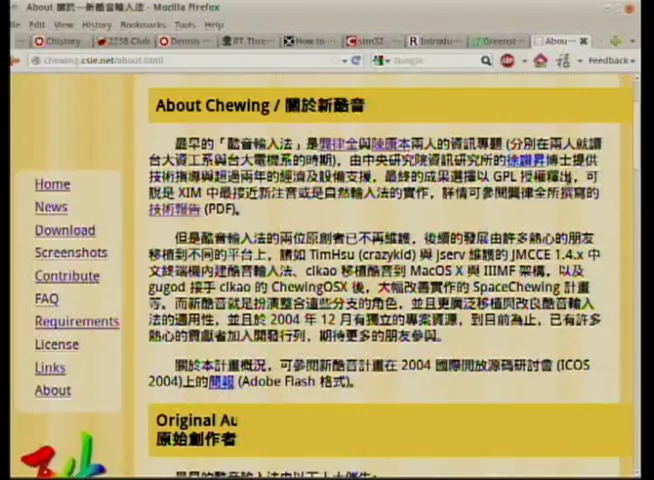 About 關於—新酷音輸入法 - Mozilla Firefox
File Edit View History Bookmarks Tools Help
Chistory 2238 Club Dennis How to Introdu Greenst Abou
chewing.csie.net/about.html Google Feedback
About Chewing / 關於新酷音
最早的「酷音輸入法」是龔律全與陳康本兩人的資訊專題 (分別在兩人就讀
台大資工系與台大電機系的時期)，由中央研究院資訊研究所的徐讚昇博士提供
技術指導與超過兩年的經濟及設備支援，最終的成果選擇以 GPL 授權釋出，可
說是 XIM 中最接近新注音或是自然輸入法的實作，詳情可參閱龔律全所撰寫的
技術報告 (PDF)。
但是酷音輸入法的兩位原創者已不再維護，後續的發展由許多熱心的朋友
移植到不同的平台上，諸如 TimHsu (crazykid) 與 jserv 維護的 JMCCE 1.4.x 中
文終端機內建酷音輸入法、clkao 移植酷音到 MacOS X 與 IIIMF 架構，以及
gugod 接手 clkao 的 ChewingOSX 後，大幅改善實作的 SpaceChewing 計畫
等，而新酷音就是扮演整合這些分支的角色，並且更廣泛移植與改良酷音輸入
法的適用性，並且於 2004 年 12 月有獨立的專案資源，到目前為止，已有許多
熱心的貢獻者加入開發行列，期待更多的朋友參與。
關於本計畫概況，可參閱新酷音計畫在 2004 國際開放源碼研討會 (ICOS
2004)上的簡報 (Adobe Flash 格式)。
Original Au
原始創作者
Home
News
Download
Screenshots
Contribute
FAQ
Requirements
License
Links
About